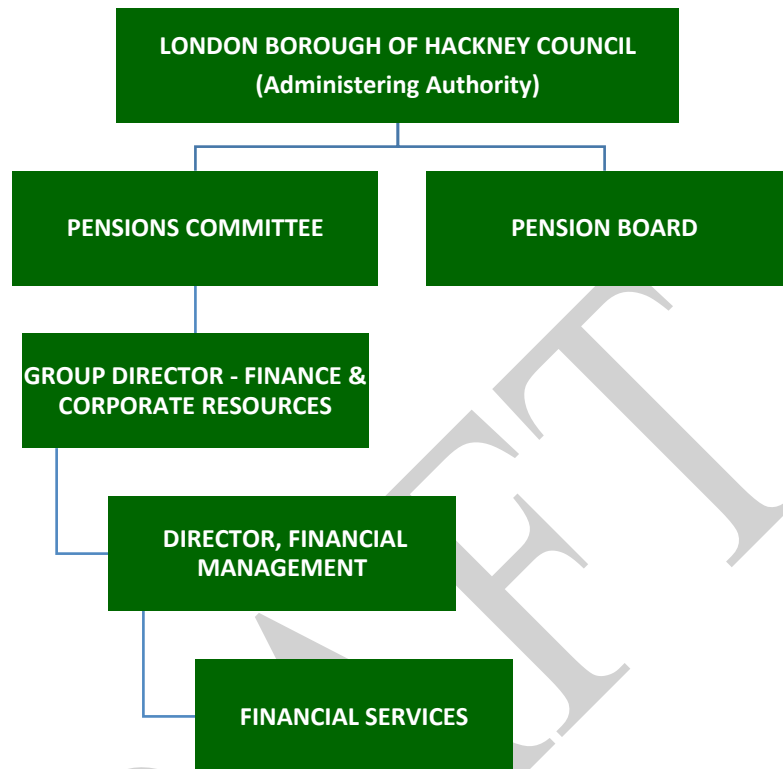 LONDON BOROUGH OF HACKNEY COUNCIL
(Administering Authority)
PENSIONS COMMITTEE
PENSION BOARD
GROUP DIRECTOR - FINANCE &
CORPORATE RESOURCES
DIRECTOR, FINANCIAL
MANAGEMENT
FINANCIAL SERVICES